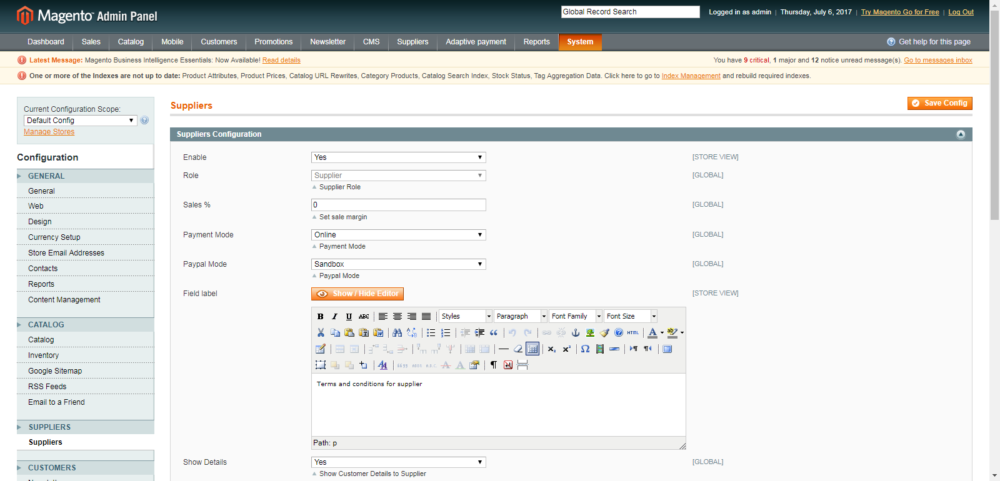 Magento Admin Panel
Global Record Search
Logged in as admin | Thursday, July 6, 2017 | Try Magento Go for Free | Log Out
Dashboard Sales Catalog Mobile Customers Promotions Newsletter CMS Suppliers Adaptive payment Reports System
Get help for this page
Latest Message: Magento Business Intelligence Essentials: Now Available! Read details
You have 9 critical, 1 major and 12 notice unread message(s). Go to messages inbox
One or more of the Indexes are not up to date: Product Attributes, Product Prices, Catalog URL Rewrites, Category Products, Catalog Search Index, Stock Status, Tag Aggregation Data. Click here to go to Index Management and rebuild required indexes.
Current Configuration Scope:
Default Config
Manage Stores
Configuration
GENERAL
General
Web
Design
Currency Setup
Store Email Addresses
Contacts
Reports
Content Management
CATALOG
Catalog
Inventory
Google Sitemap
RSS Feeds
Email to a Friend
SUPPLIERS
Suppliers
CUSTOMERS
Suppliers
Save Config
Suppliers Configuration
Enable Yes [STORE VIEW]
Role Supplier [GLOBAL]
Supplier Role
Sales % 0 [GLOBAL]
Set sale margin
Payment Mode Online [GLOBAL]
Payment Mode
Paypal Mode Sandbox [GLOBAL]
Paypal Mode
Field label Show / Hide Editor [STORE VIEW]
B I U ABC Styles Paragraph Font Family Font Size
HTML A ab
Terms and conditions for supplier
Path: p
Show Details Yes [GLOBAL]
Show Customer Details to Supplier